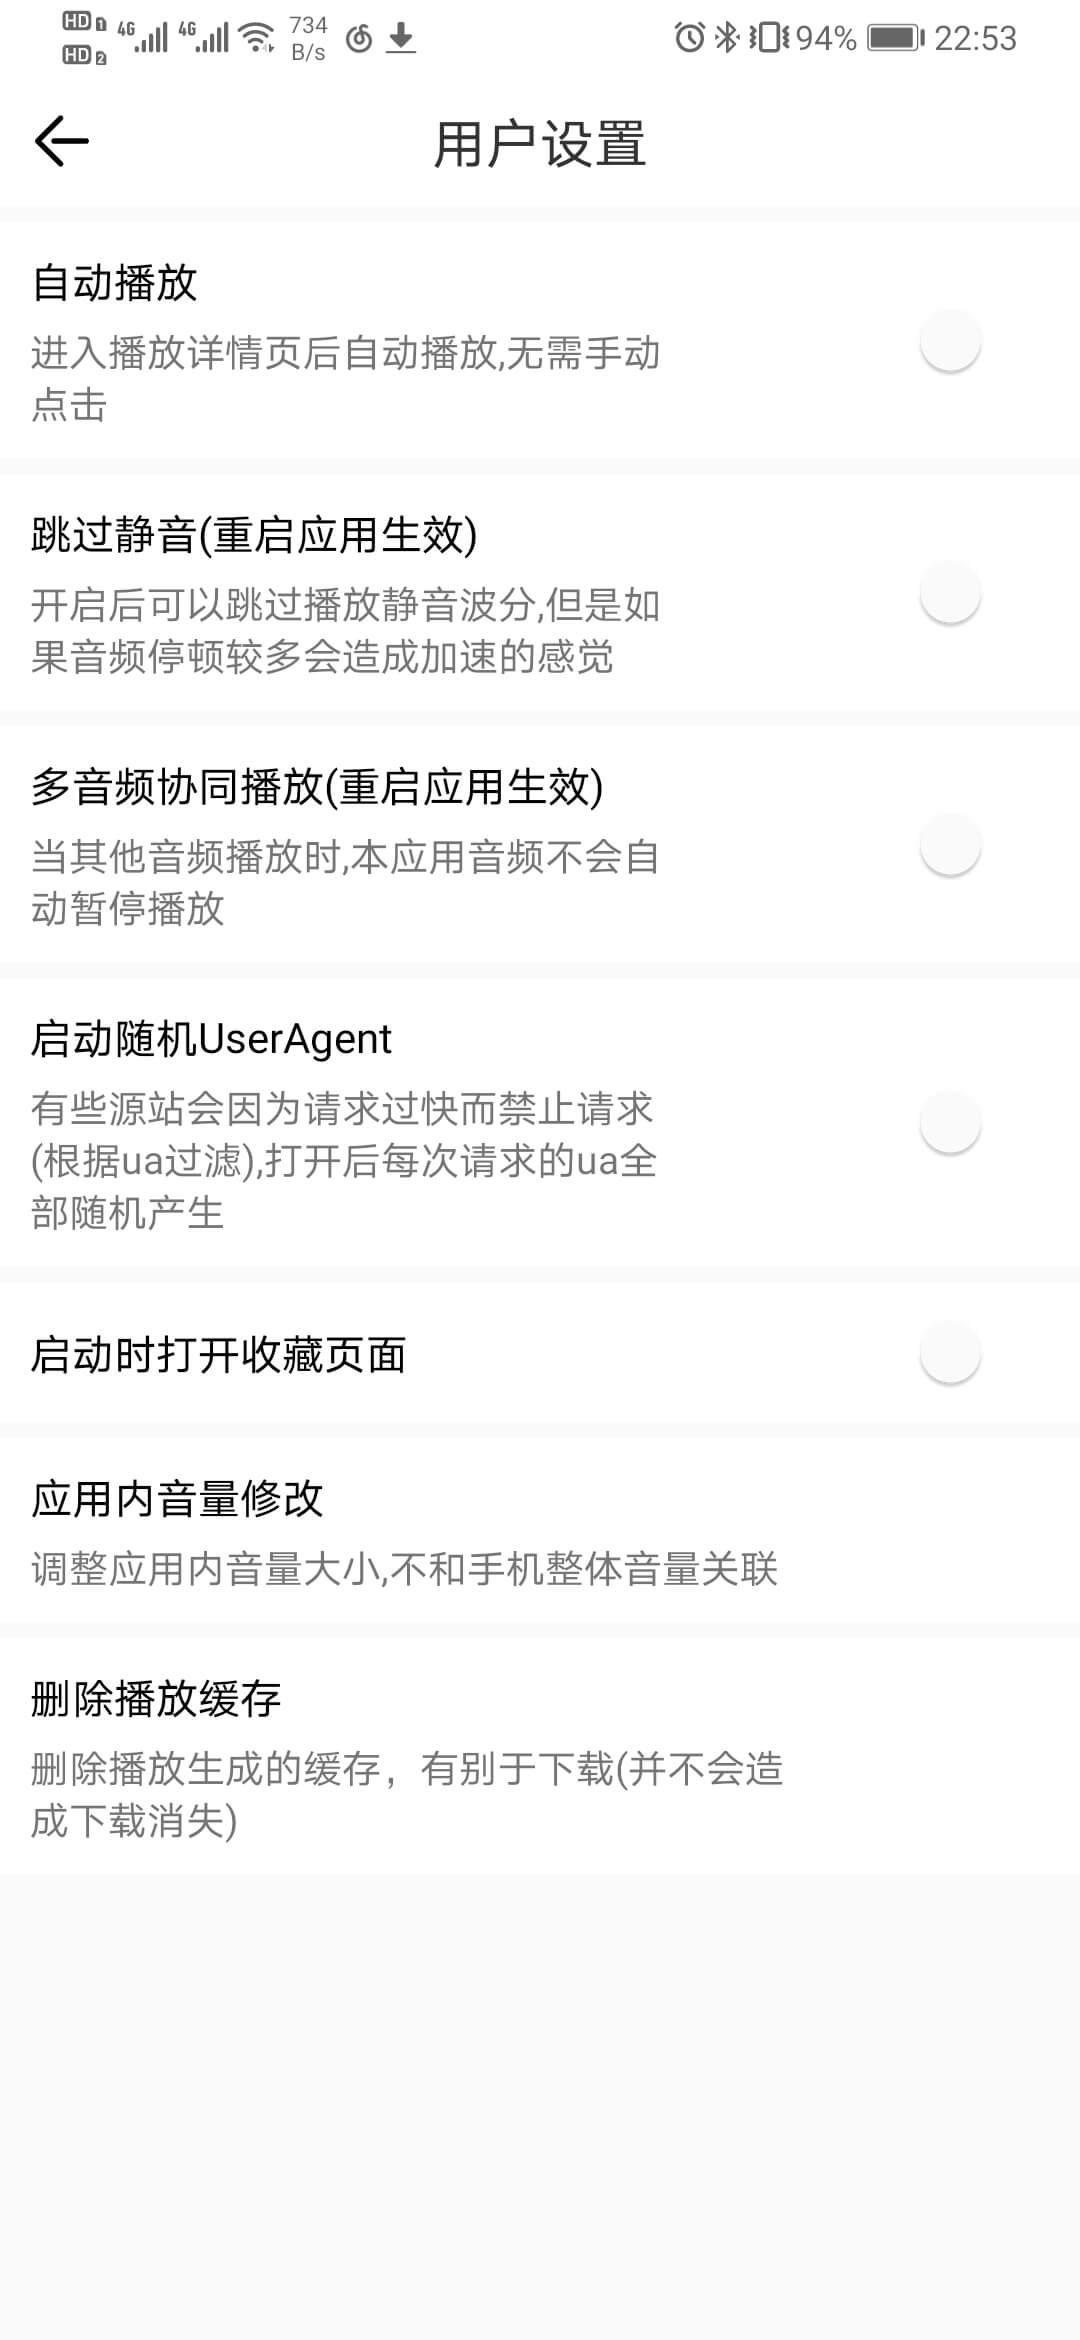 HD 1 4G 4G 734 B/s 94% 22:53
HD 2
用户设置
自动播放
进入播放详情页后自动播放,无需手动
点击
跳过静音(重启应用生效)
开启后可以跳过播放静音波分,但是如
果音频停顿较多会造成加速的感觉
多音频协同播放(重启应用生效)
当其他音频播放时,本应用音频不会自
动暂停播放
启动随机UserAgent
有些源站会因为请求过快而禁止请求
(根据ua过滤),打开后每次请求的ua全
部随机产生
启动时打开收藏页面
应用内音量修改
调整应用内音量大小,不和手机整体音量关联
删除播放缓存
删除播放生成的缓存，有别于下载(并不会造
成下载消失)